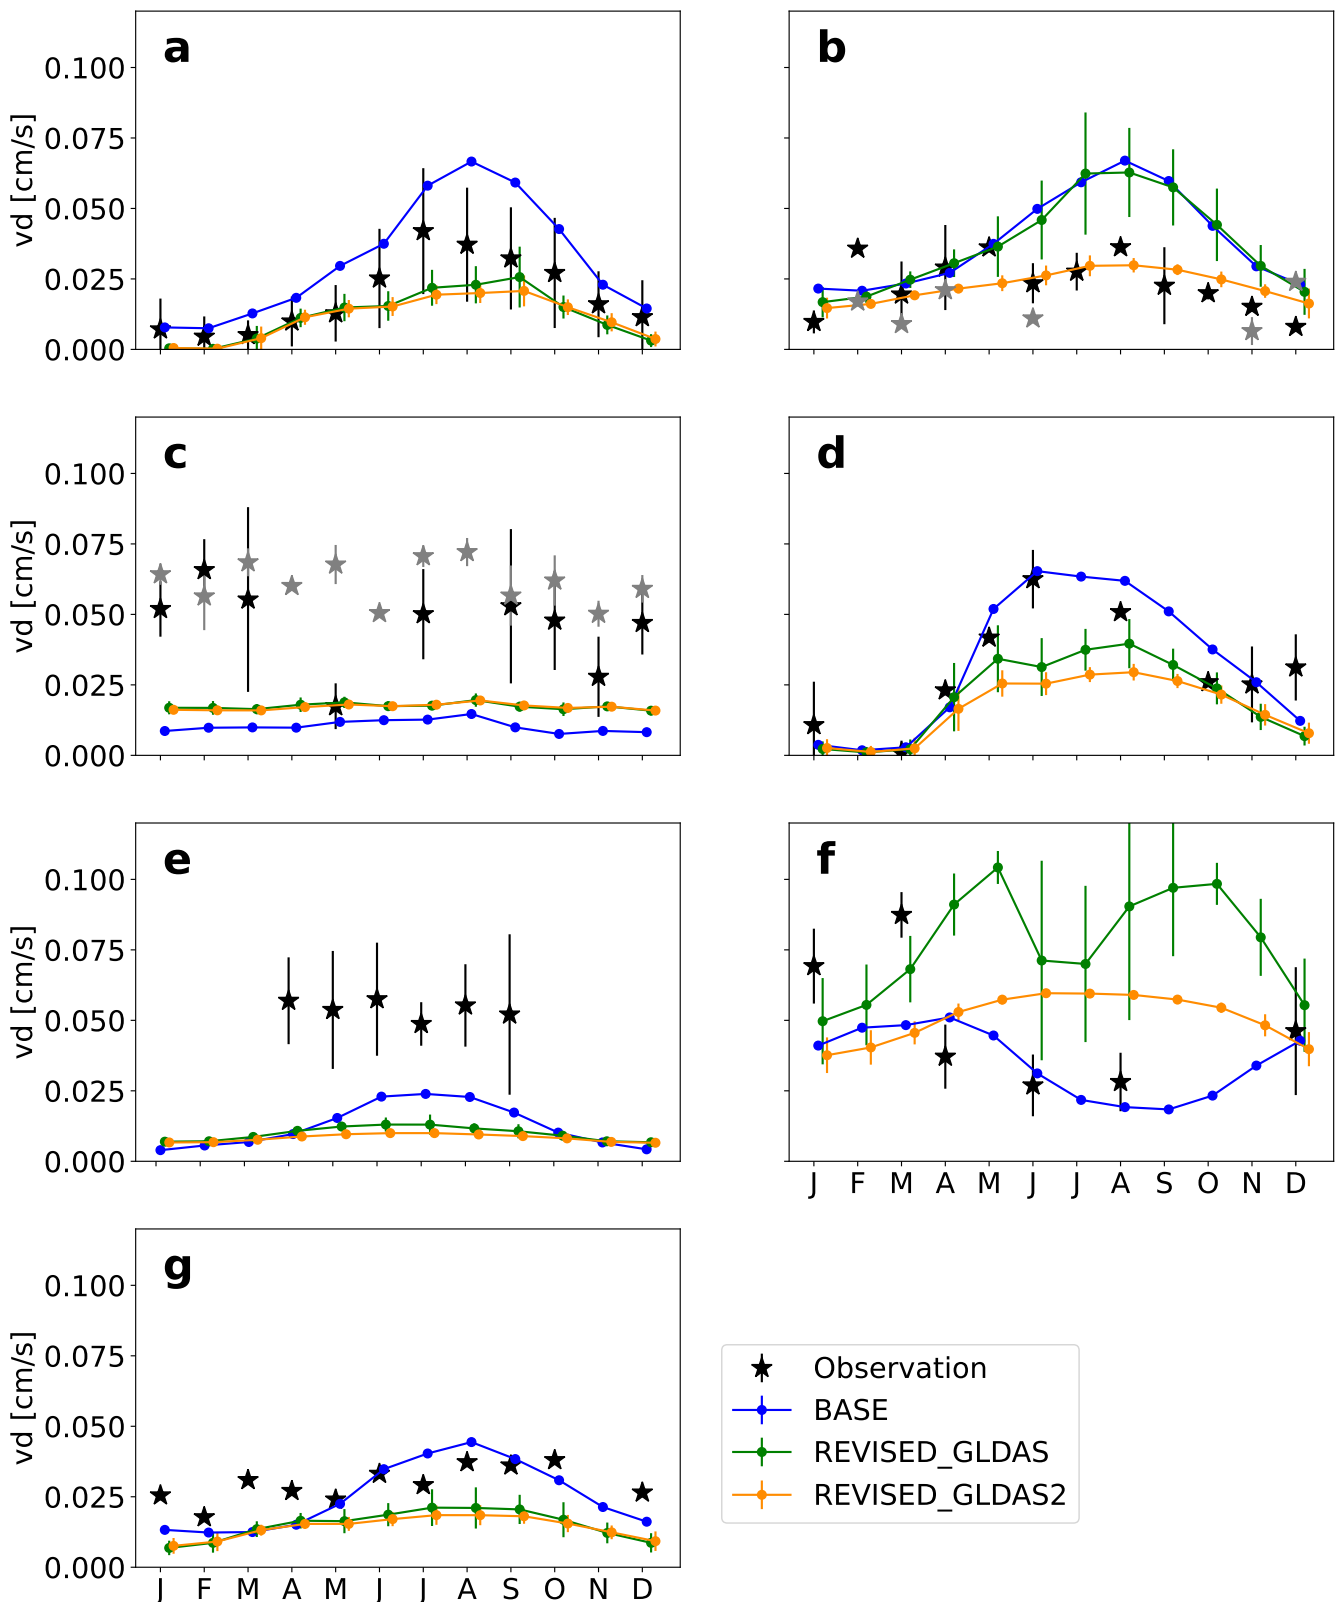 a
0.100
0.075
0.050
0.025
0.000
vd [cm/s]
b
c
0.100
0.075
0.050
0.025
0.000
vd [cm/s]
d
e
0.100
0.075
0.050
0.025
0.000
vd [cm/s]
f
J F M A M J J A S O N D
g
0.100
0.075
0.050
0.025
0.000
vd [cm/s]
J F M A M J J A S O N D
Observation
BASE
REVISED_GLDAS
REVISED_GLDAS2